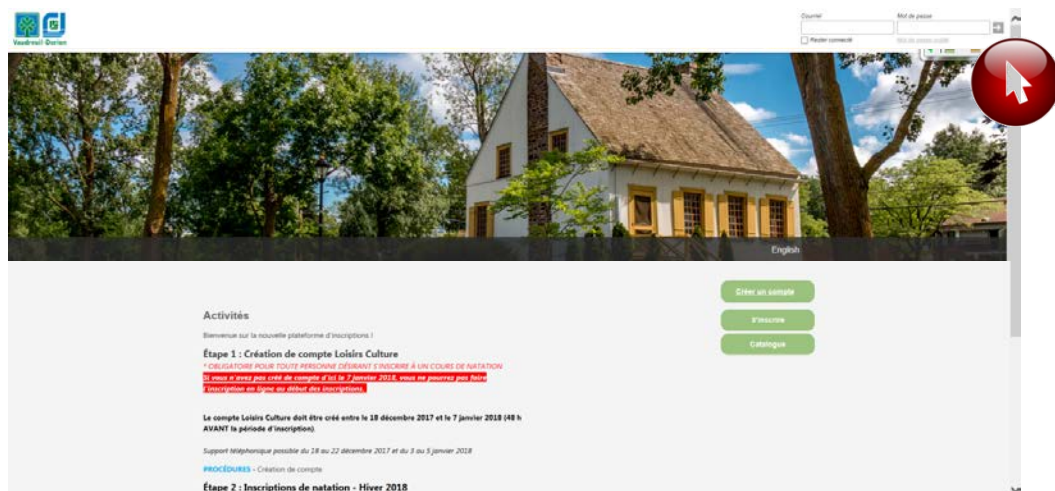 Vaudreuil-Dorion
Courriel
Mot de passe
Rester connecté
Mot de passe oublié
English
Créer un compte
S'inscrire
Catalogue
Activités
Bienvenue sur la nouvelle plateforme d'inscriptions !
Étape 1 : Création de compte Loisirs Culture
* OBLIGATOIRE POUR TOUTE PERSONNE DÉSIRANT S'INSCRIRE À UN COURS DE NATATION
Si vous n'avez pas créé de compte d'ici le 7 janvier 2018, vous ne pourrez pas faire
l'inscription en ligne au début des inscriptions.
Le compte Loisirs Culture doit être créé entre le 18 décembre 2017 et le 7 janvier 2018 (48 h
AVANT la période d'inscription).
Support téléphonique possible du 18 au 22 décembre 2017 et du 3 au 5 janvier 2018
PROCÉDURES - Création de compte
Étape 2 : Inscriptions de natation - Hiver 2018